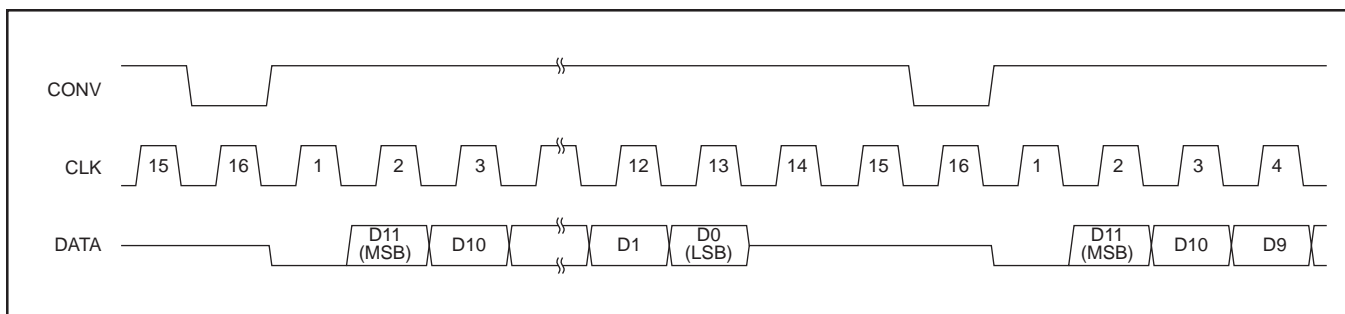 CONV
CLK
15 16 1 2 3 12 13 14 15 16 1 2 3 4
DATA
D11
(MSB)
D10
D1
D0
(LSB)
D11
(MSB)
D10
D9